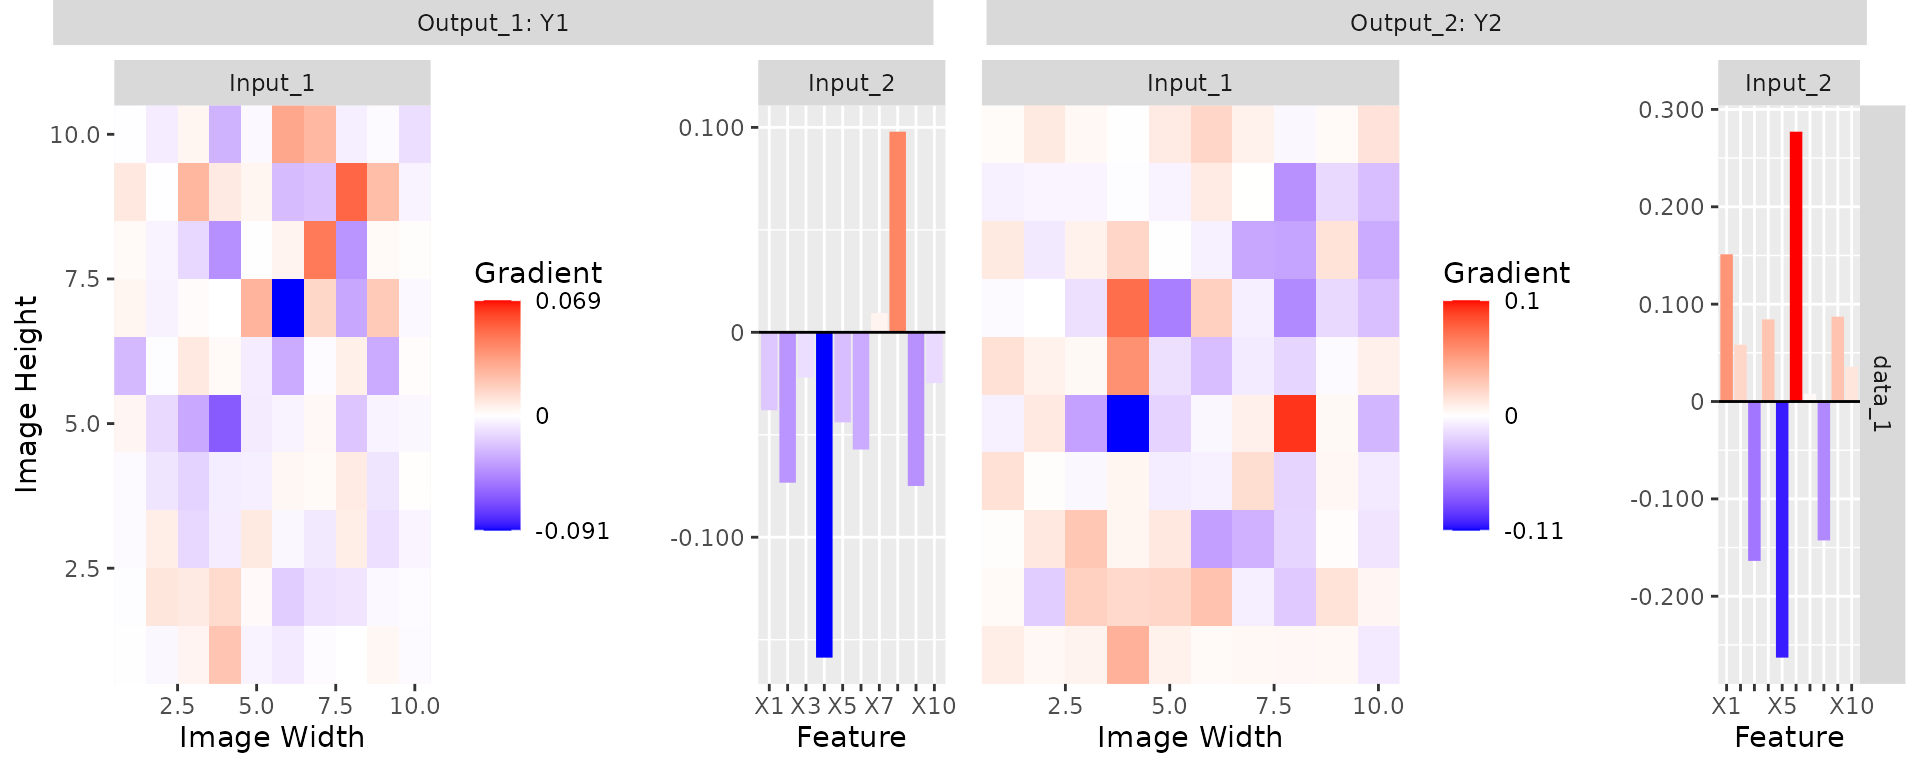 Output_1: Y1
Output_2: Y2
Input_1
Input_2
Input_1
Input_2
Image Height
10.0
7.5
5.0
2.5
2.5
5.0
7.5
10.0
Image Width
Gradient
0.069
0
-0.091
0.100
0
-0.100
X1
X3
X5
X7
X10
Feature
2.5
5.0
7.5
10.0
Image Width
Gradient
0.1
0
-0.11
0.300
0.200
0.100
0
-0.100
-0.200
X1
X5
X10
Feature
data_1